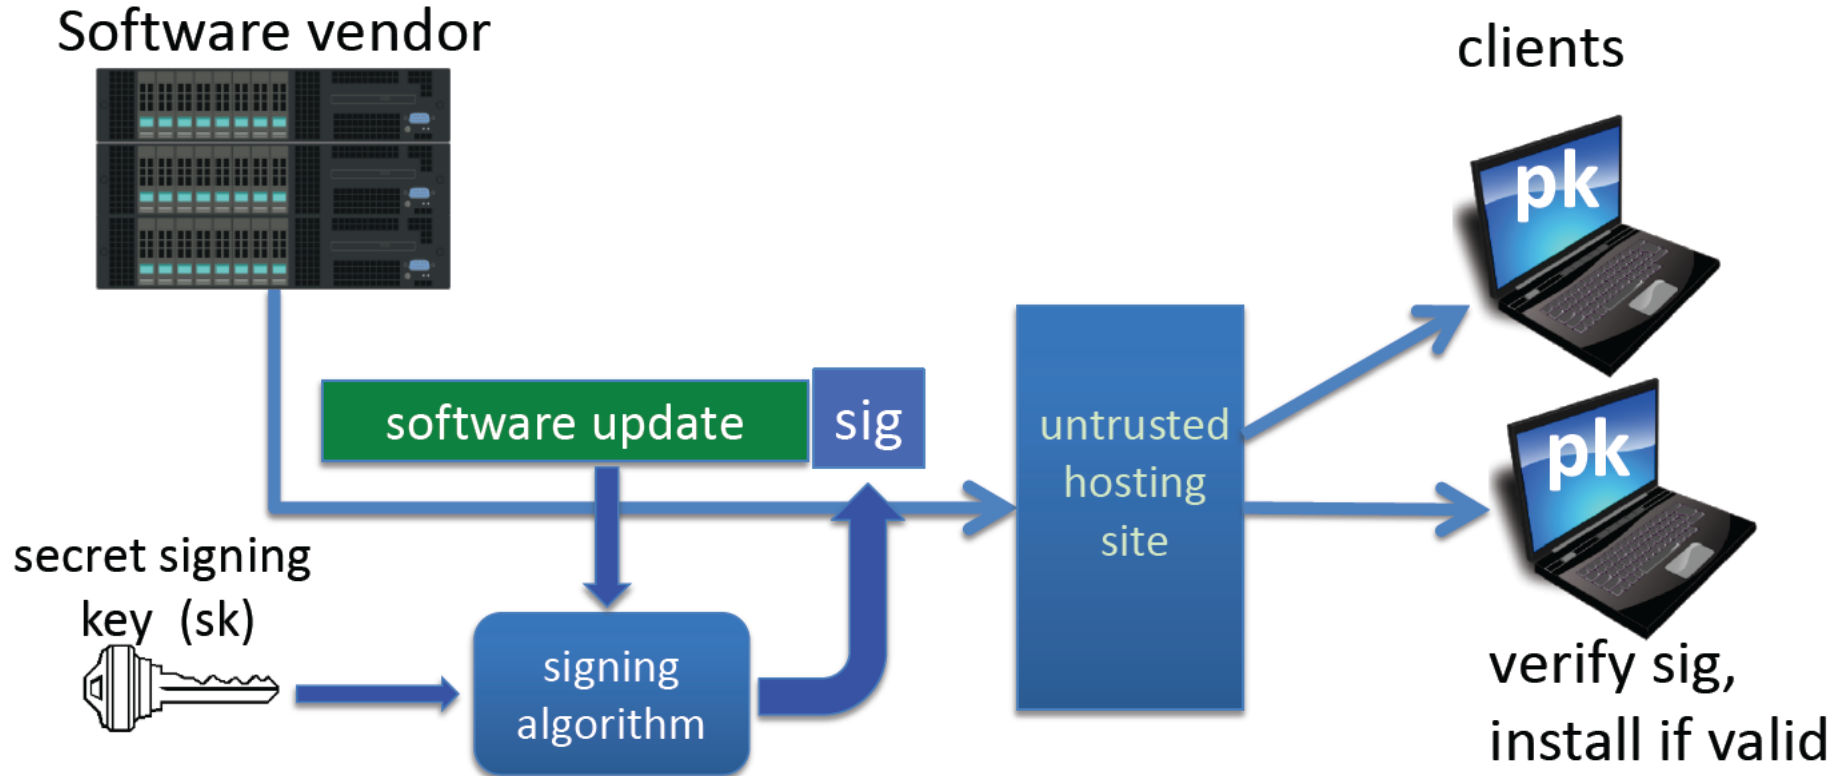 Software vendor
clients
pk
software update
sig
untrusted
hosting
site
pk
secret signing
key (sk)
signing
algorithm
verify sig,
install if valid